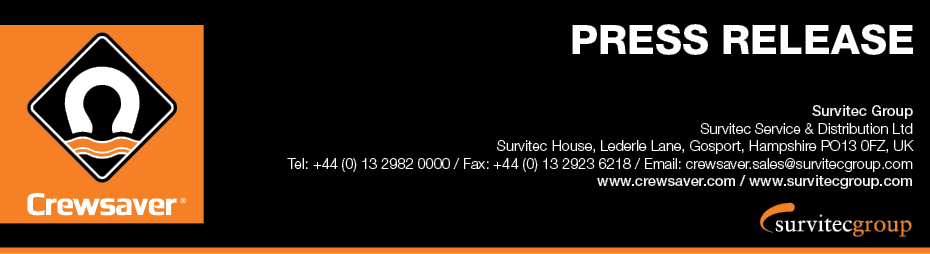 PRESS RELEASE
Survitec Group
Survitec Service & Distribution Ltd
Survitec House, Lederle Lane, Gosport, Hampshire PO13 0FZ, UK
Tel: +44 (0) 13 2982 0000 / Fax: +44 (0) 13 2923 6218 / Email: crewsaver.sales@survitecgroup.com
www.crewsaver.com / www.survitecgroup.com
Crewsaver®
survitecgroup